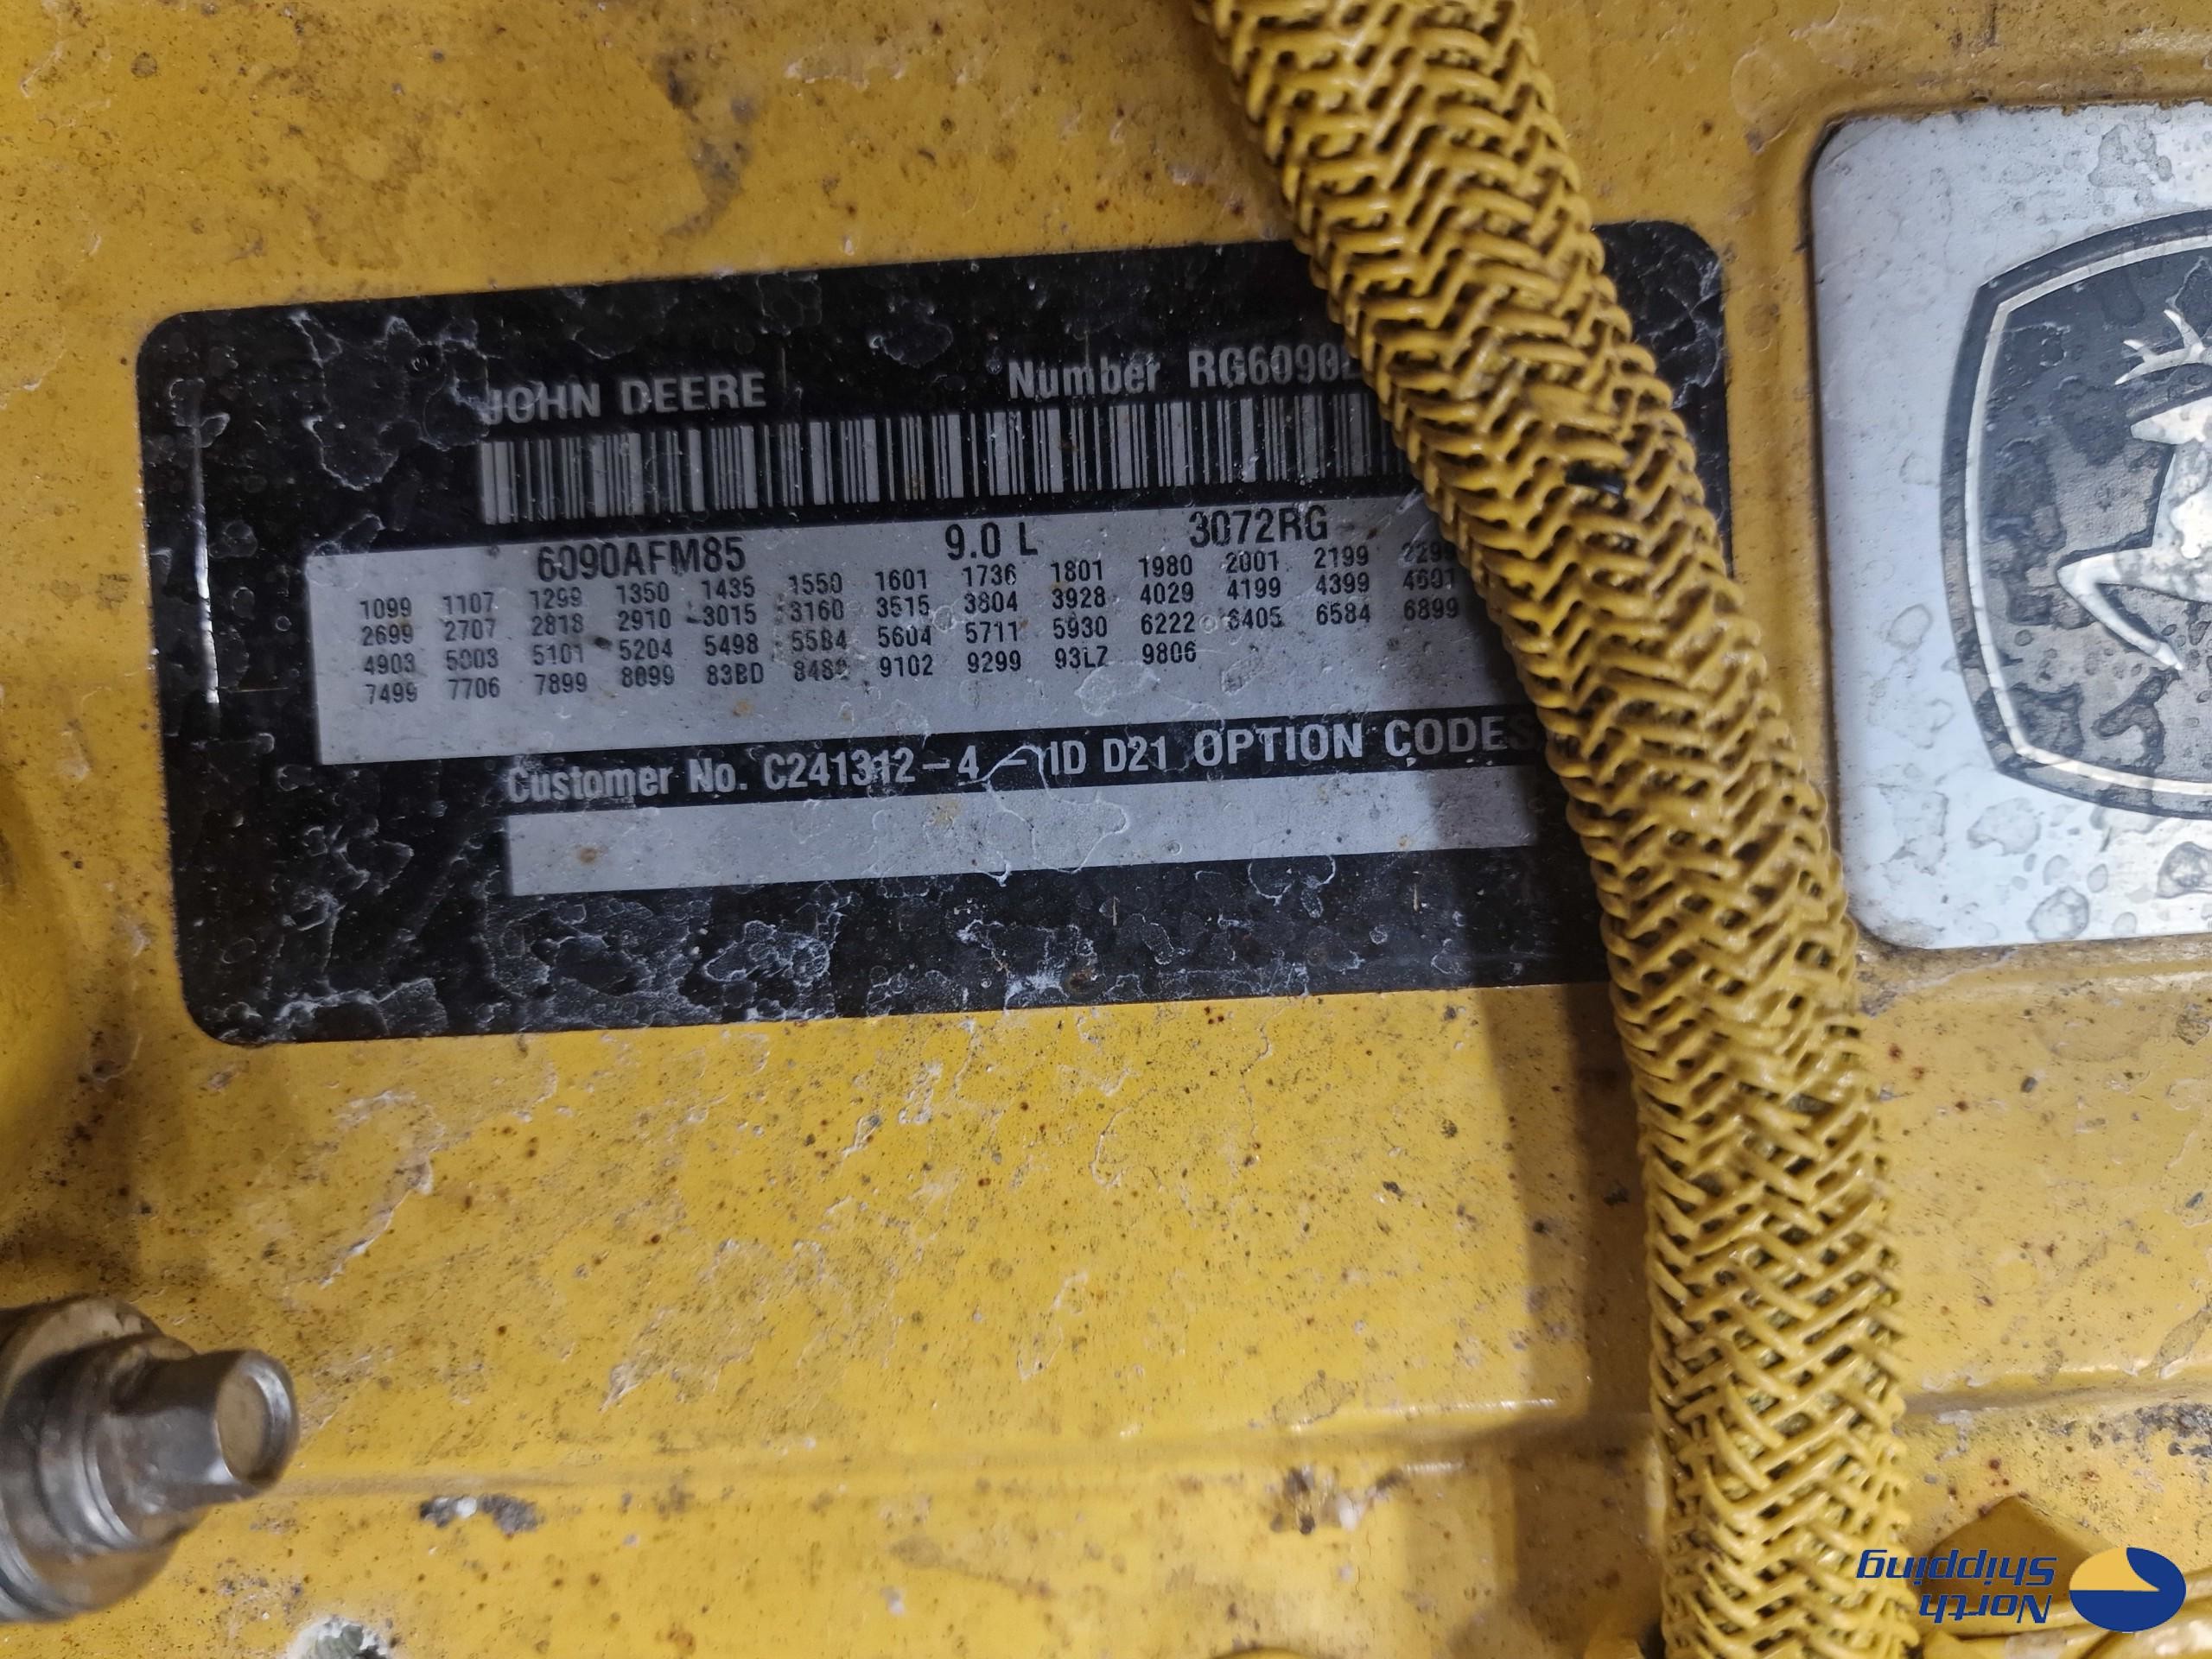 JOHN DEERE Number RG6090
6090AFM85 9.0 L 3072RG
1099 1107 1299 1350 1435 1550 1601 1736 1801 1980 2001 2199 2299
2699 2707 2818 2910 3015 3160 3515 3804 3928 4029 4199 4399 4601
4903 5003 5101 5204 5498 5584 5604 5711 5930 6222 6405 6584 6899
7499 7706 7899 8099 83BD 9102 9299 93LZ 9806
Customer No. C241312-4 - ID D21 OPTION CODES
North
Shipping